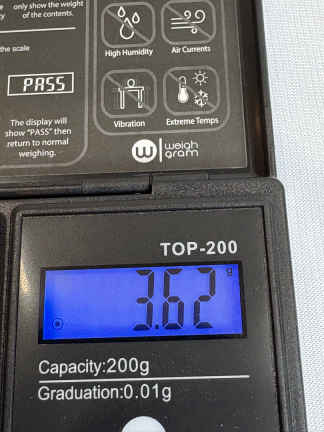 only show the weight
of the contents.
the scale
PASS
The display will
show "PASS" then
return to normal
weighing.
High Humidity
Air Currents
Vibration
Extreme Temps
W weigh
gram
TOP-200
3.62 g
Capacity:200g
Graduation:0.01g